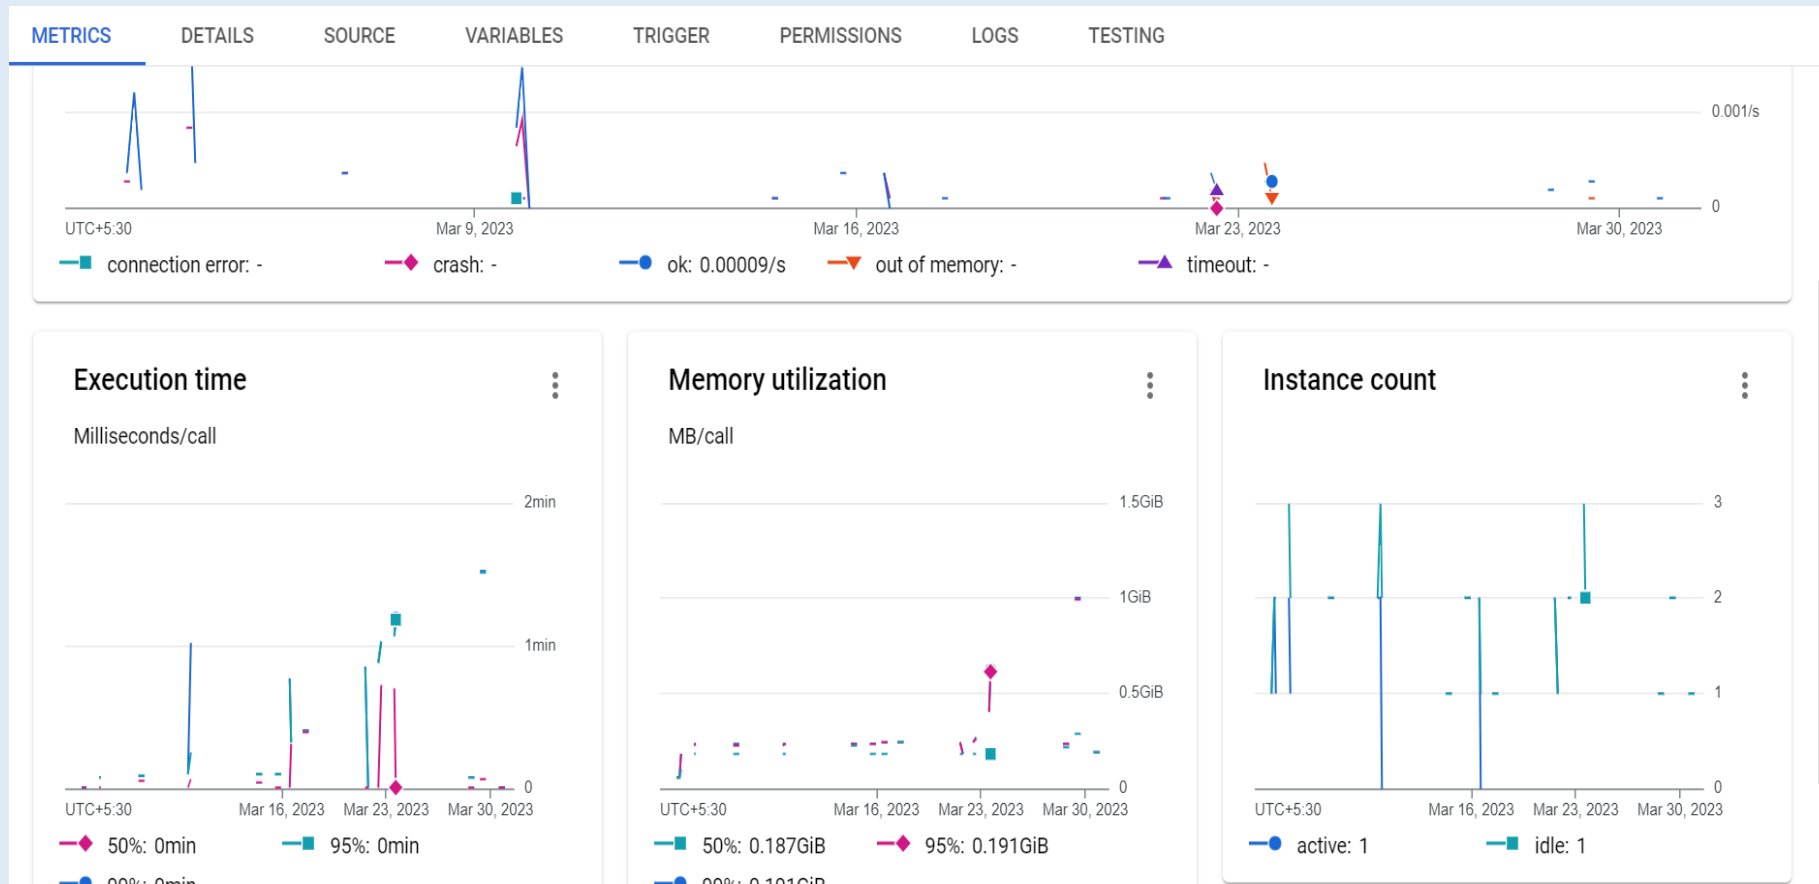 METRICS DETAILS SOURCE VARIABLES TRIGGER PERMISSIONS LOGS TESTING
0.001/s
0
UTC+5:30 Mar 9, 2023 Mar 16, 2023 Mar 23, 2023 Mar 30, 2023
connection error: - crash: - ok: 0.00009/s out of memory: - timeout: -
Execution time
Milliseconds/call
2min
1min
0
UTC+5:30 Mar 16, 2023 Mar 23, 2023 Mar 30, 2023
50%: 0min 95%: 0min
99%: 0min
Memory utilization
MB/call
1.5GiB
1GiB
0.5GiB
0
UTC+5:30 Mar 16, 2023 Mar 23, 2023 Mar 30, 2023
50%: 0.187GiB 95%: 0.191GiB
99%: 0.191GiB
Instance count
3
2
1
0
UTC+5:30 Mar 16, 2023 Mar 23, 2023 Mar 30, 2023
active: 1 idle: 1